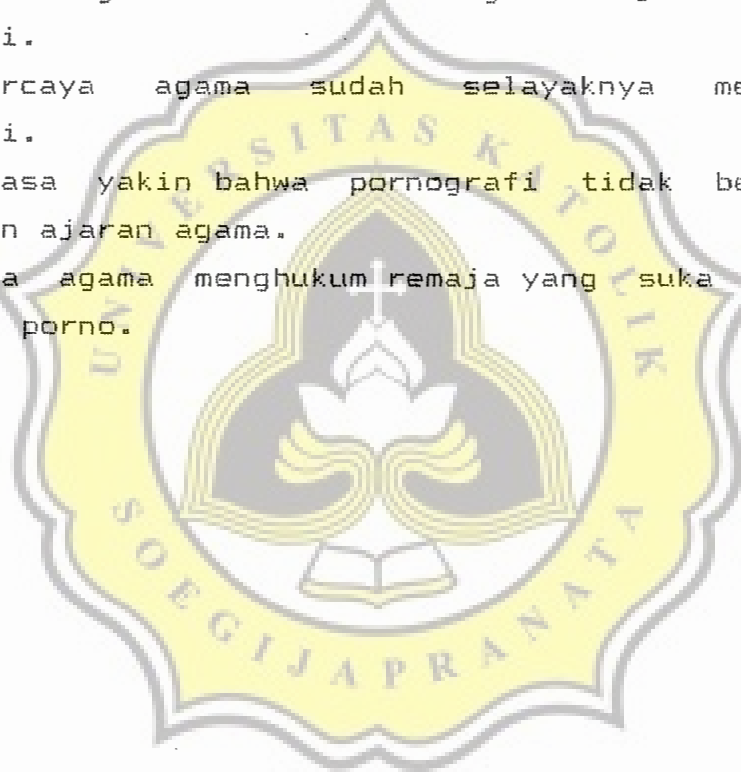 i.
rcaya agama sudah selayaknya me
i.
asa yakin bahwa pornografi tidak be
n ajaran agama.
a agama menghukum remaja yang suka
porno.
UNIVERSITAS KATOLIK
SOEGIJAPRANATA